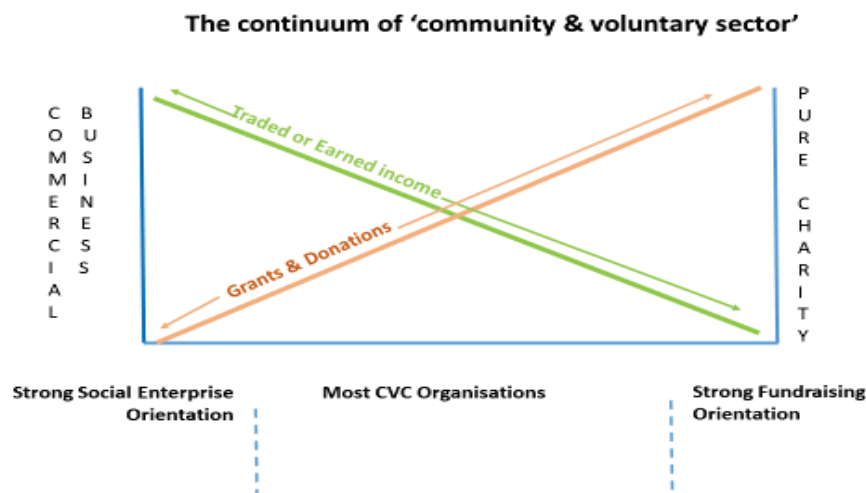 The continuum of ‘community & voluntary sector’
COMMERCIAL
BUSINESS
Traded or Earned income
Grants & Donations
PURE CHARITY
Strong Social Enterprise
Orientation
Most CVC Organisations
Strong Fundraising
Orientation